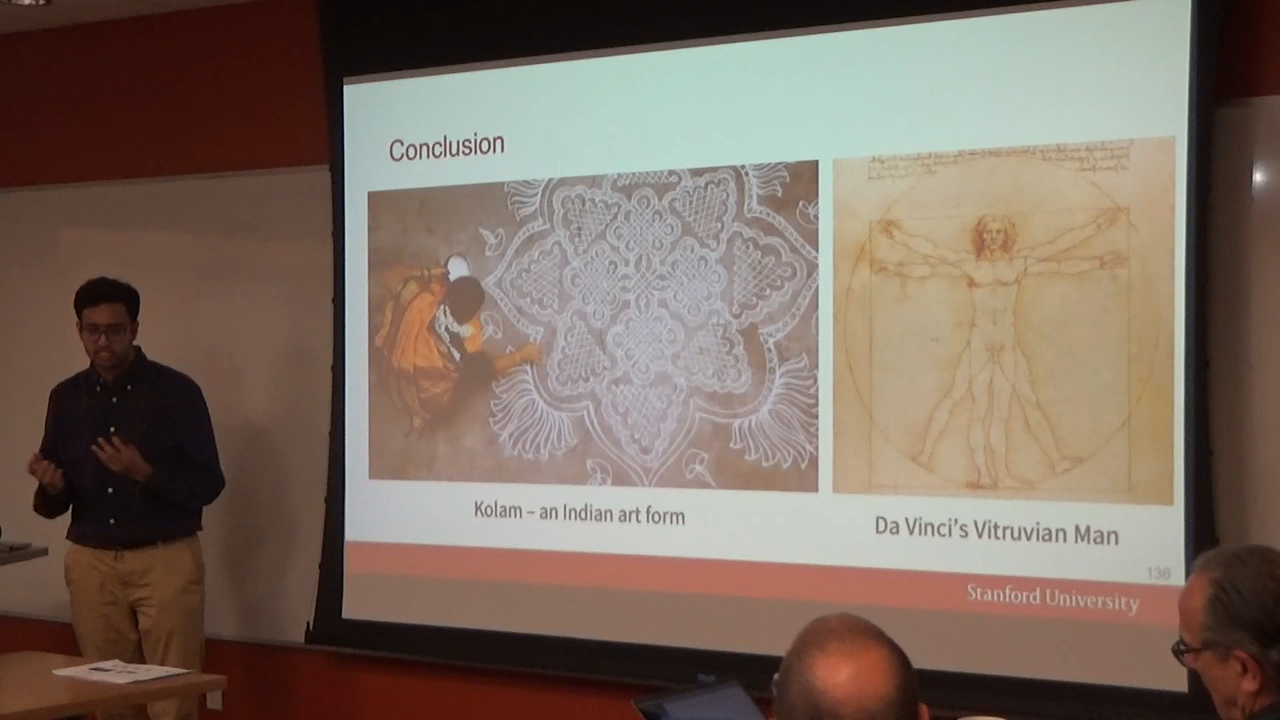 Conclusion
Kolam – an Indian art form
Da Vinci's Vitruvian Man
136
Stanford University